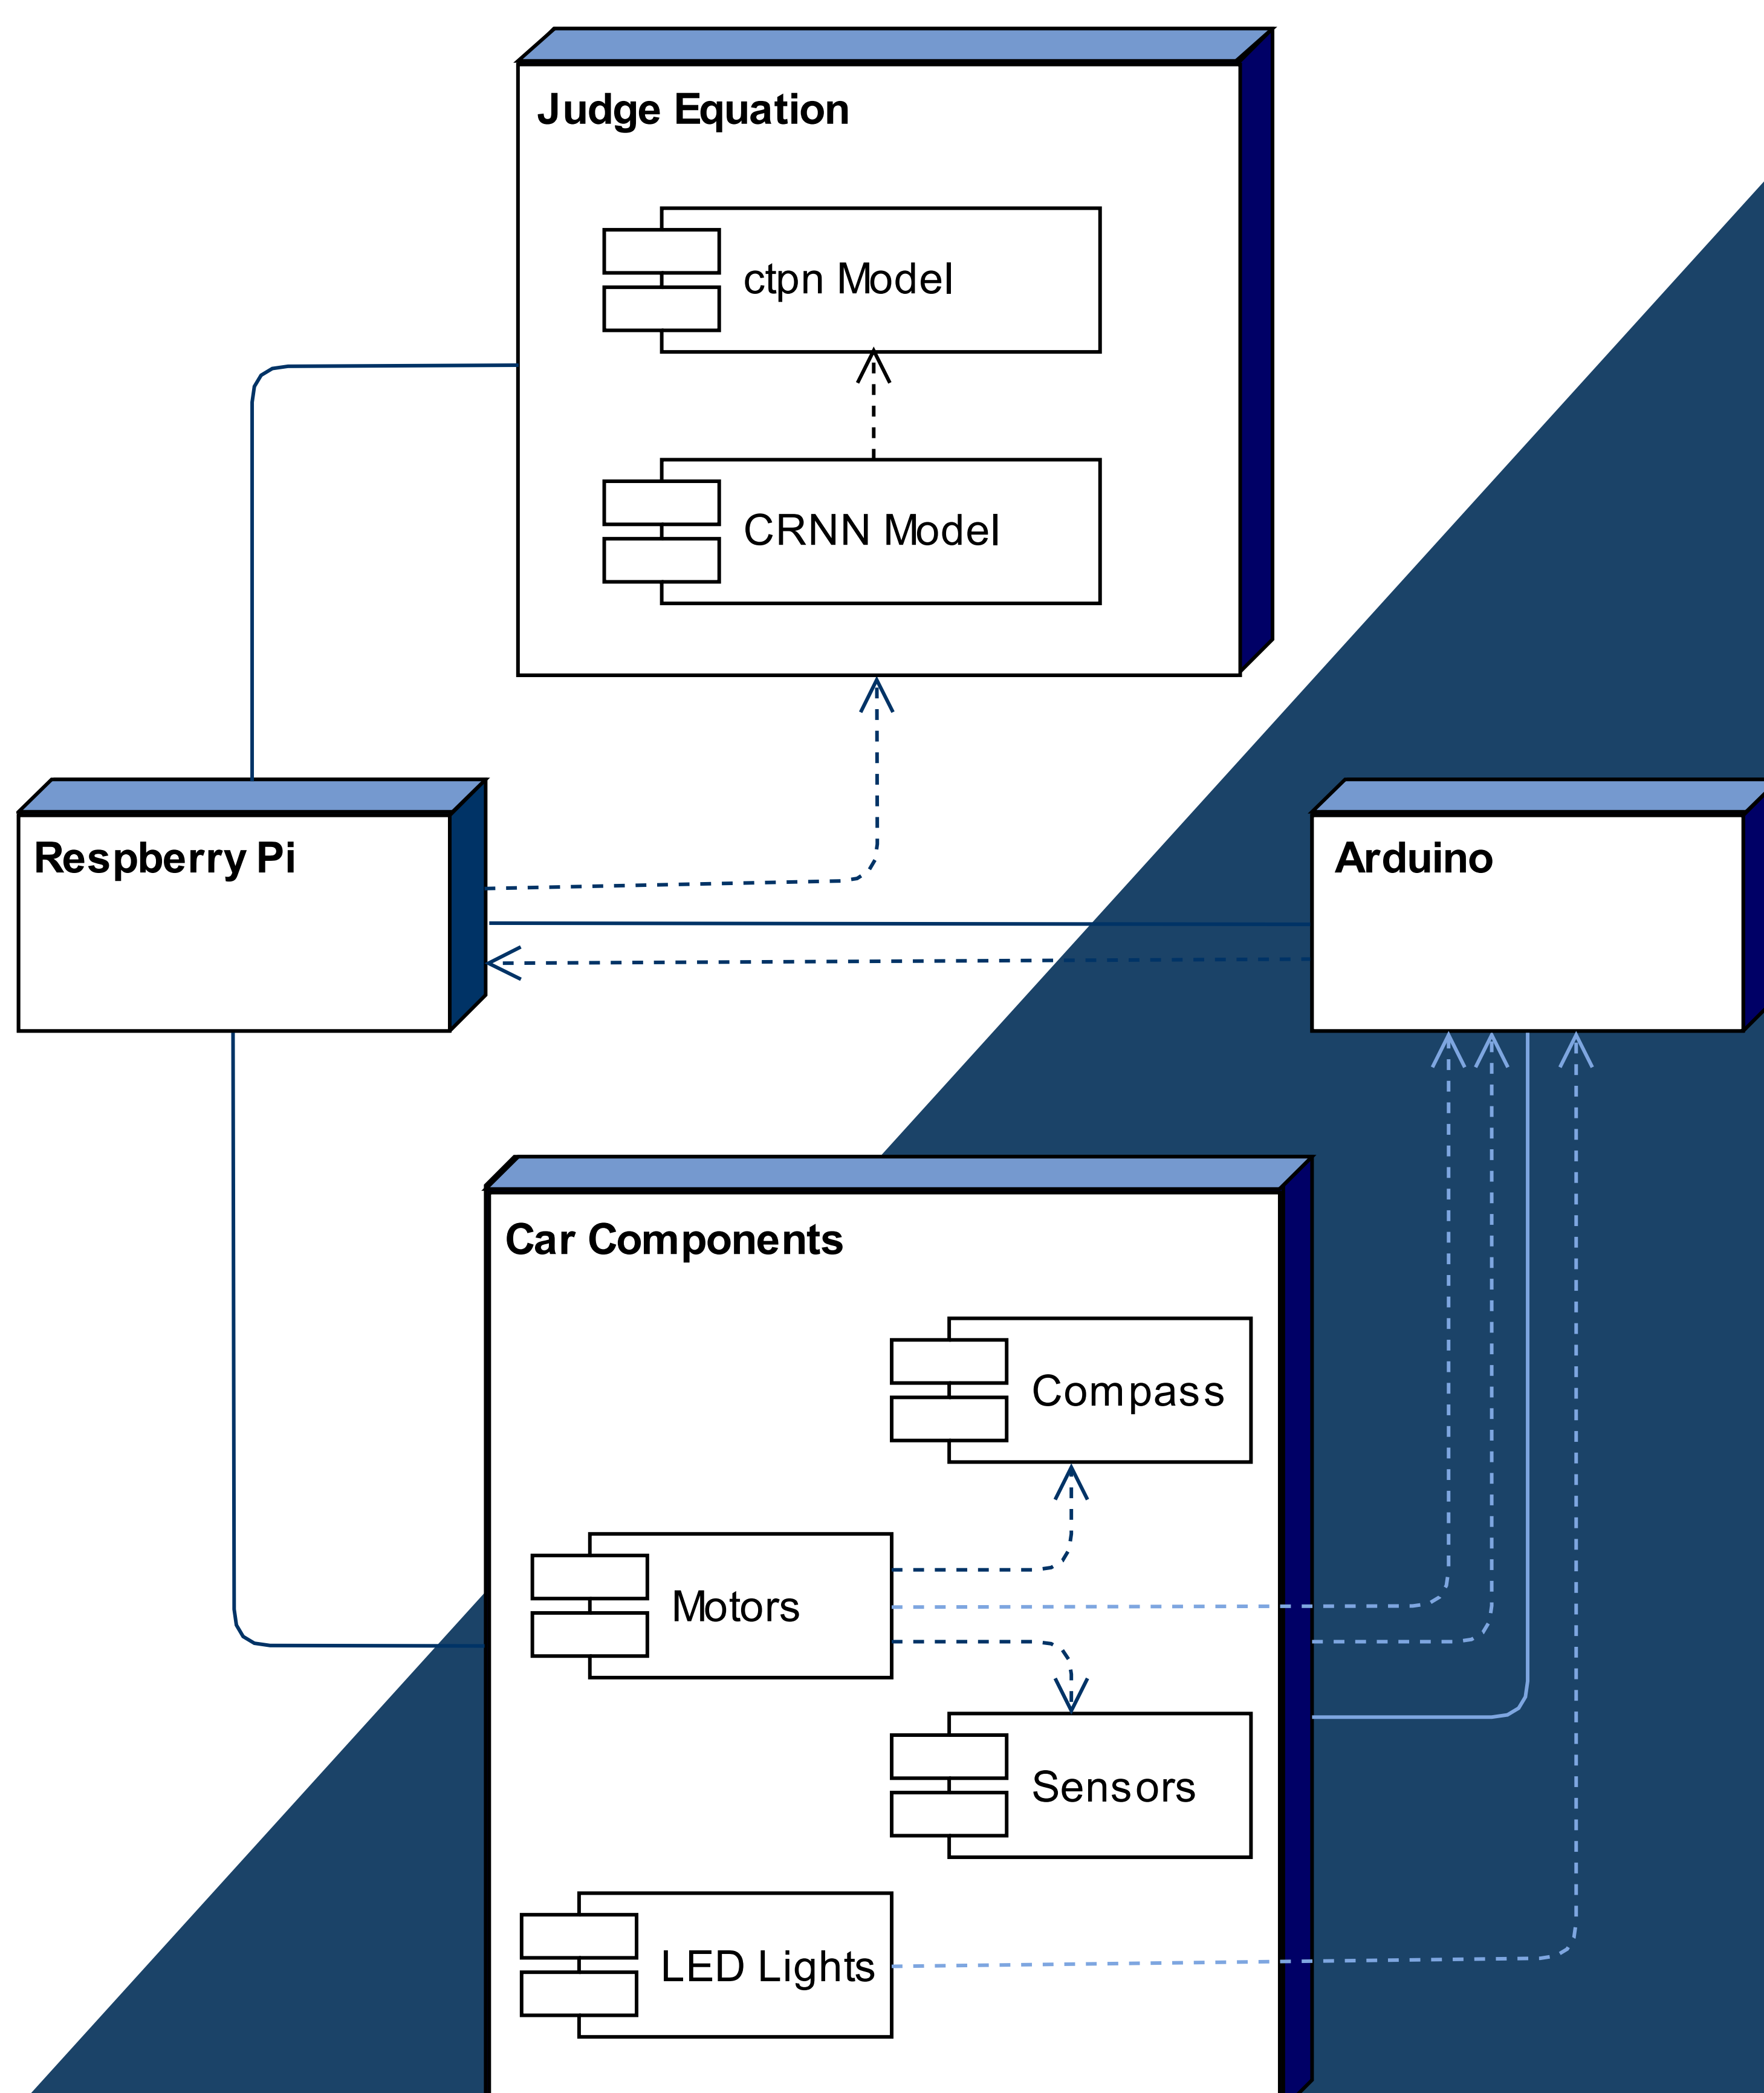 Judge Equation
ctpn Model
CRNN Model
Respberry Pi
Arduino
Car Components
Compass
Motors
Sensors
LED Lights